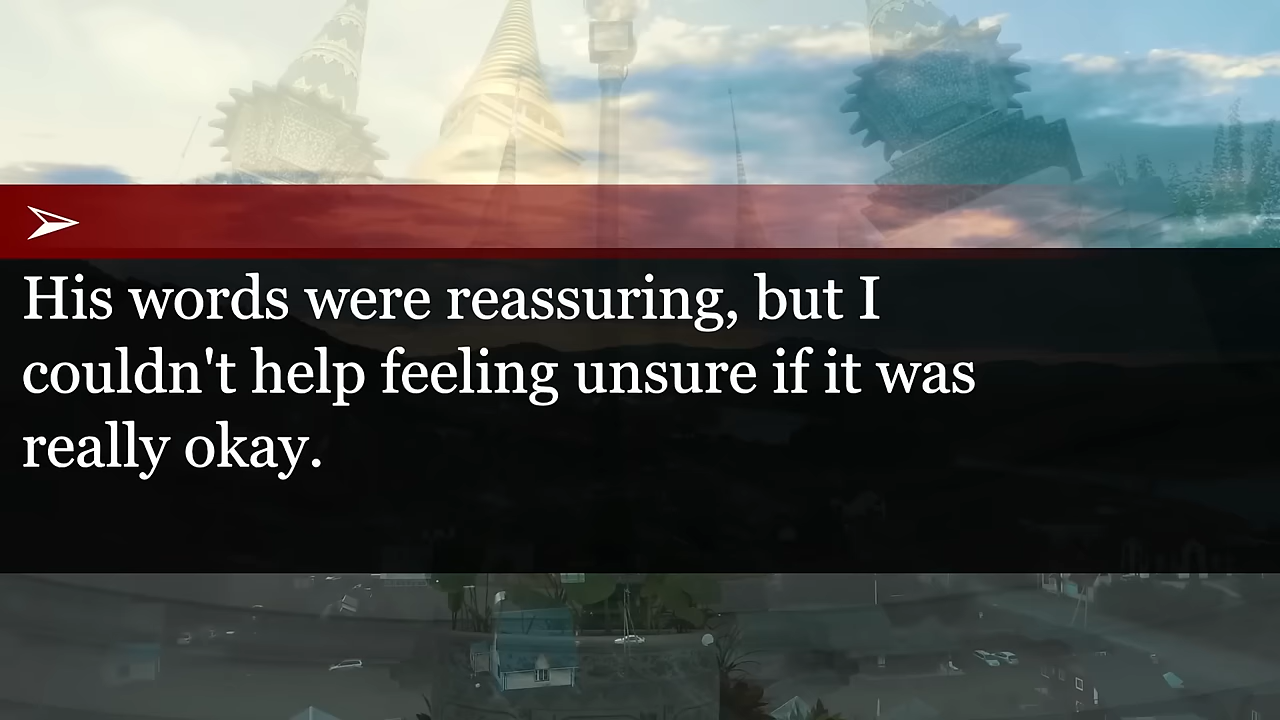 His words were reassuring, but I
couldn't help feeling unsure if it was
really okay.